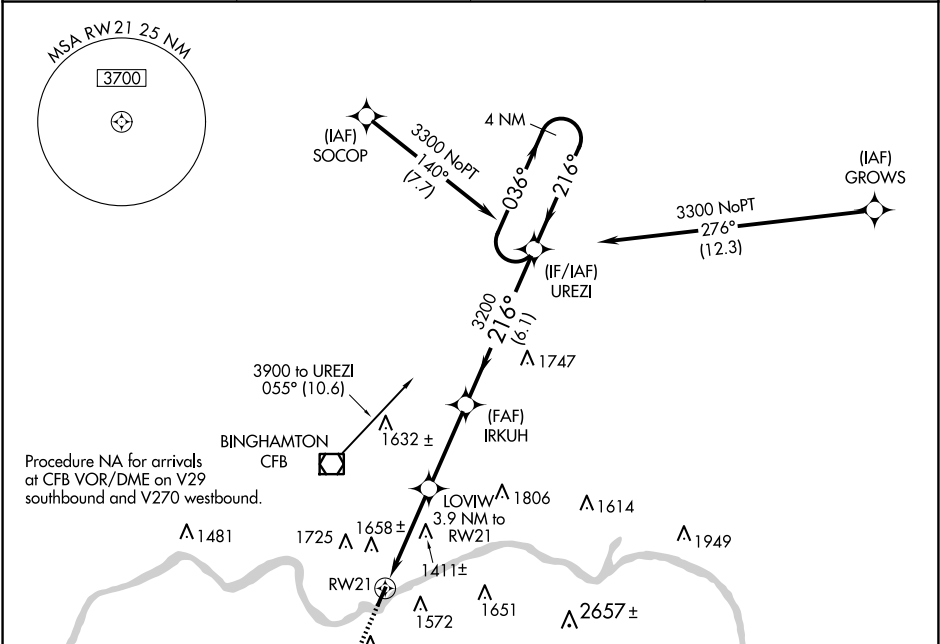 MSA RW21 25 NM
3700
(IAF)
SOCOP
3300 NoPT
140°
(7.7)
4 NM
036°
216°
(IAF)
GROWS
3300 NoPT
276°
(12.3)
(IF/IAF)
UREZI
3200
216°
(6.1)
1747
3900 to UREZI
055° (10.6)
1632 ±
(FAF)
IRKUH
BINGHAMTON
CFB
Procedure NA for arrivals
at CFB VOR/DME on V29
southbound and V270 westbound.
LOVIW
3.9 NM to
RW21
1806
1614
1481
1725
1658 ±
1949
1411±
RW21
1572
1651
2657 ±